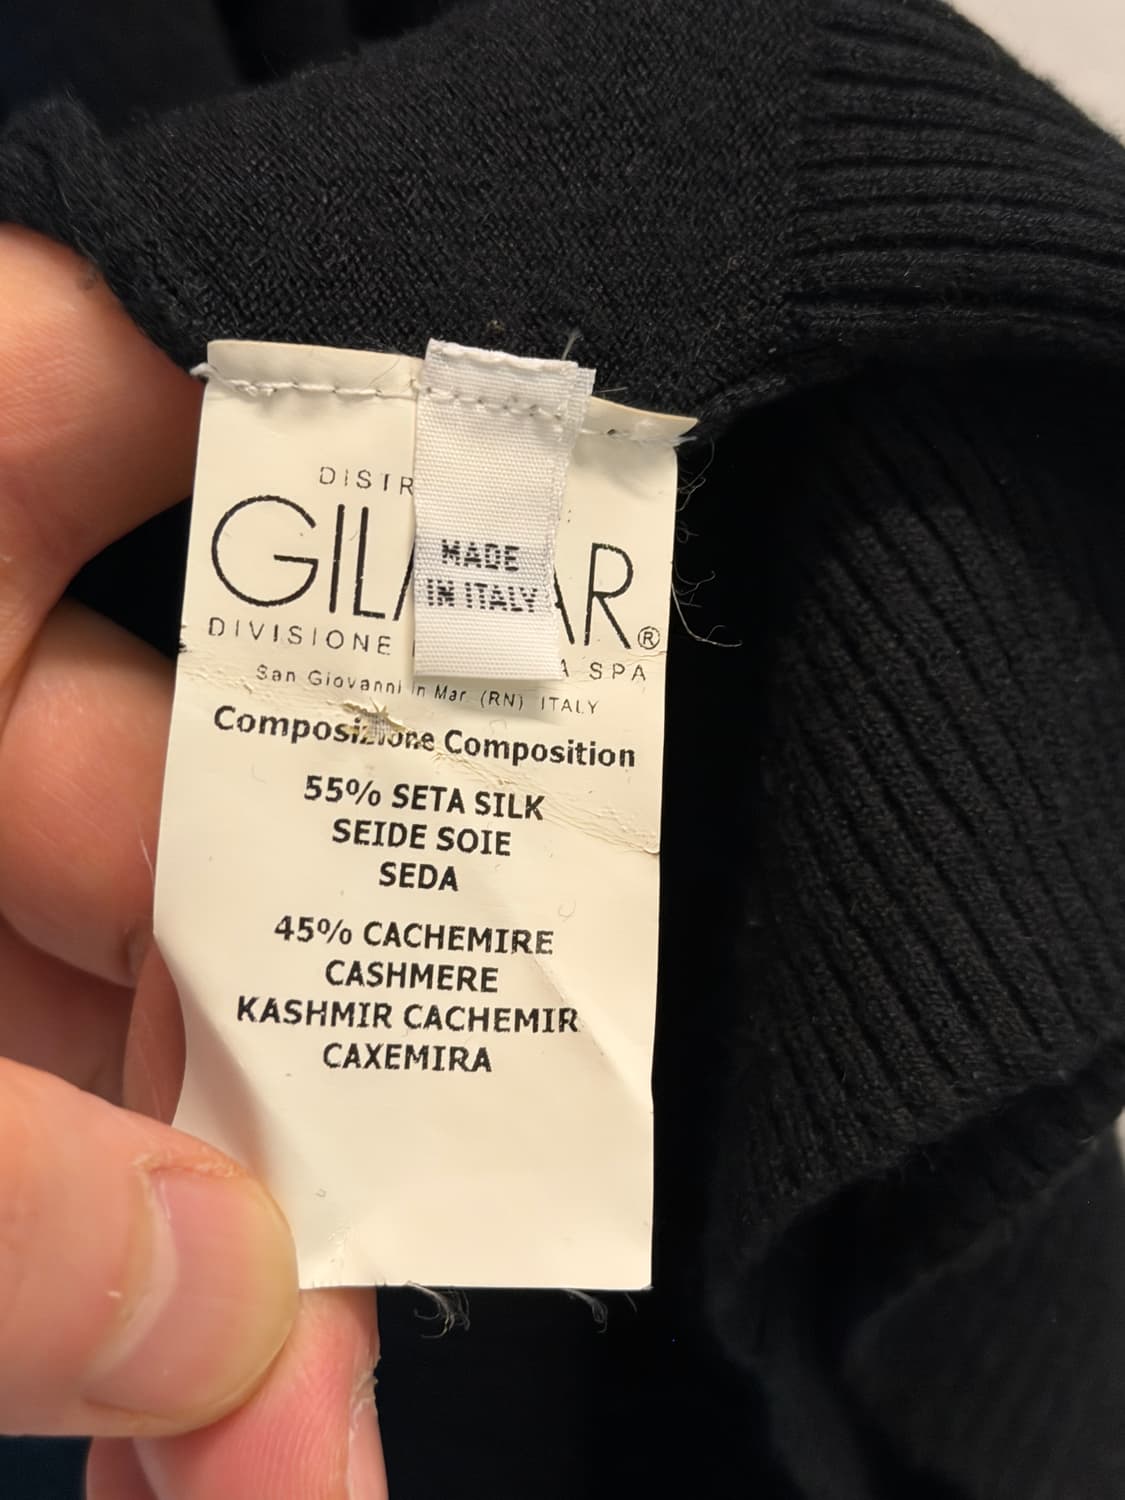 DISTR
GIL AR®
DIVISIONE A SPA
MADE
IN ITALY
San Giovanni in Mar. (RN) ITALY
Composizione Composition
55% SETA SILK
SEIDE SOIE
SEDA
45% CACHEMIRE
CASHMERE
KASHMIR CACHEMIR
CAXEMIRA